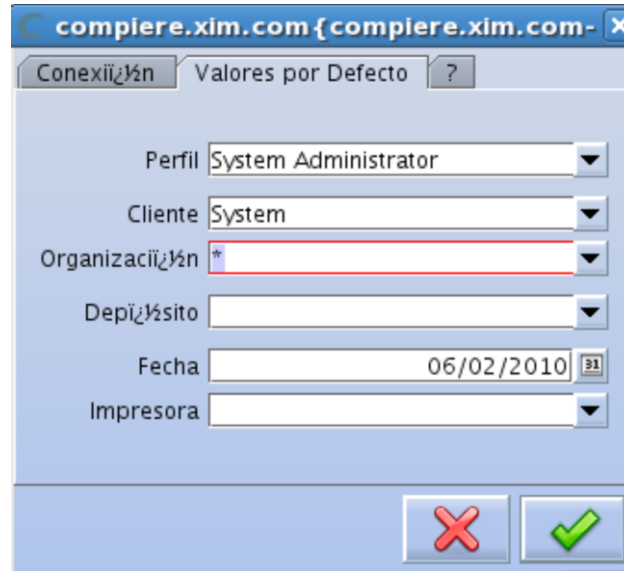 compiere.xim.com{compiere.xim.com-
Conexiï¿½n Valores por Defecto ?
Perfil System Administrator
Cliente System
Organizaciï¿½n *
Depï¿½sito
Fecha 06/02/2010 31
Impresora